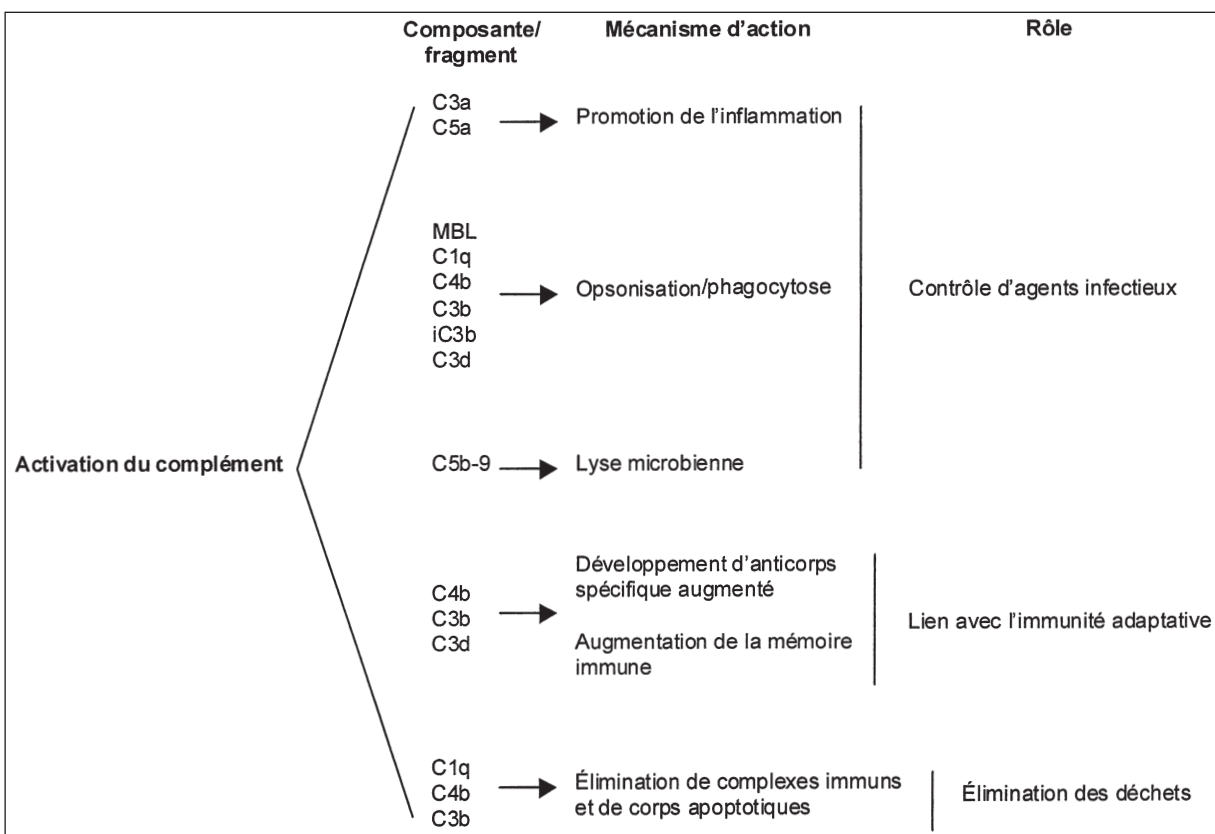 Composante/
fragment
Mécanisme d'action
Rôle
C3a
C5a
Promotion de l'inflammation
MBL
C1q
C4b
C3b
iC3b
C3d
Opsonisation/phagocytose
Contrôle d'agents infectieux
Activation du complément
C5b-9
Lyse microbienne
C4b
C3b
C3d
Développement d'anticorps
spécifique augmenté
Augmentation de la mémoire
immune
Lien avec l'immunité adaptative
C1q
C4b
C3b
Élimination de complexes immuns
et de corps apoptotiques
Élimination des déchets